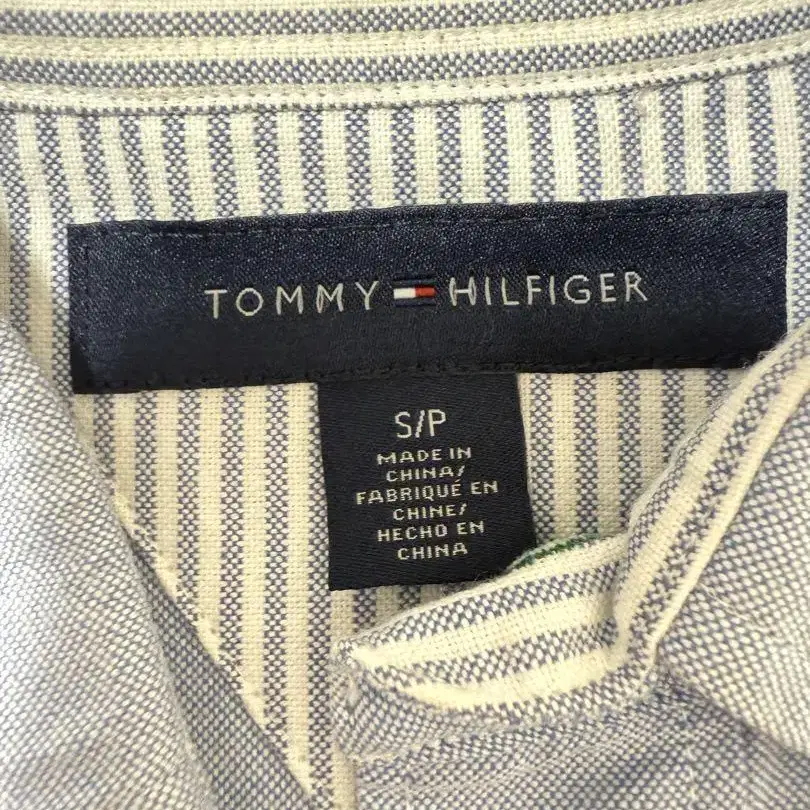 TOMMY HILFIGER
S/P
MADE IN
CHINA/
FABRIQUÉ EN
CHINE/
HECHO EN
CHINA